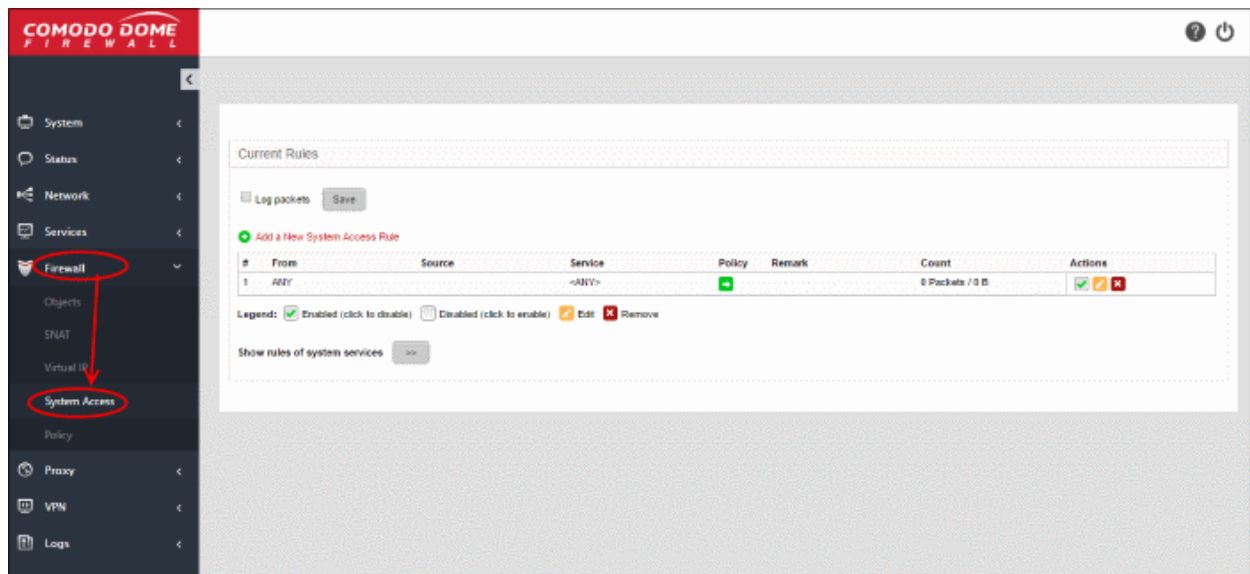 COMODO DOME
FIREWALL
System
Status
Network
Services
Firewall
Objects
SNAT
Virtual IP
System Access
Policy
Proxy
VPN
Logs
Current Rules
Log packets Save
Add a New System Access Rule
# From Source Service Policy Remark Count Actions
1 ANY <ANY> 0 Packets / 0 B
Legend: Enabled (click to disable) Disabled (click to enable) Edit Remove
Show rules of system services >>